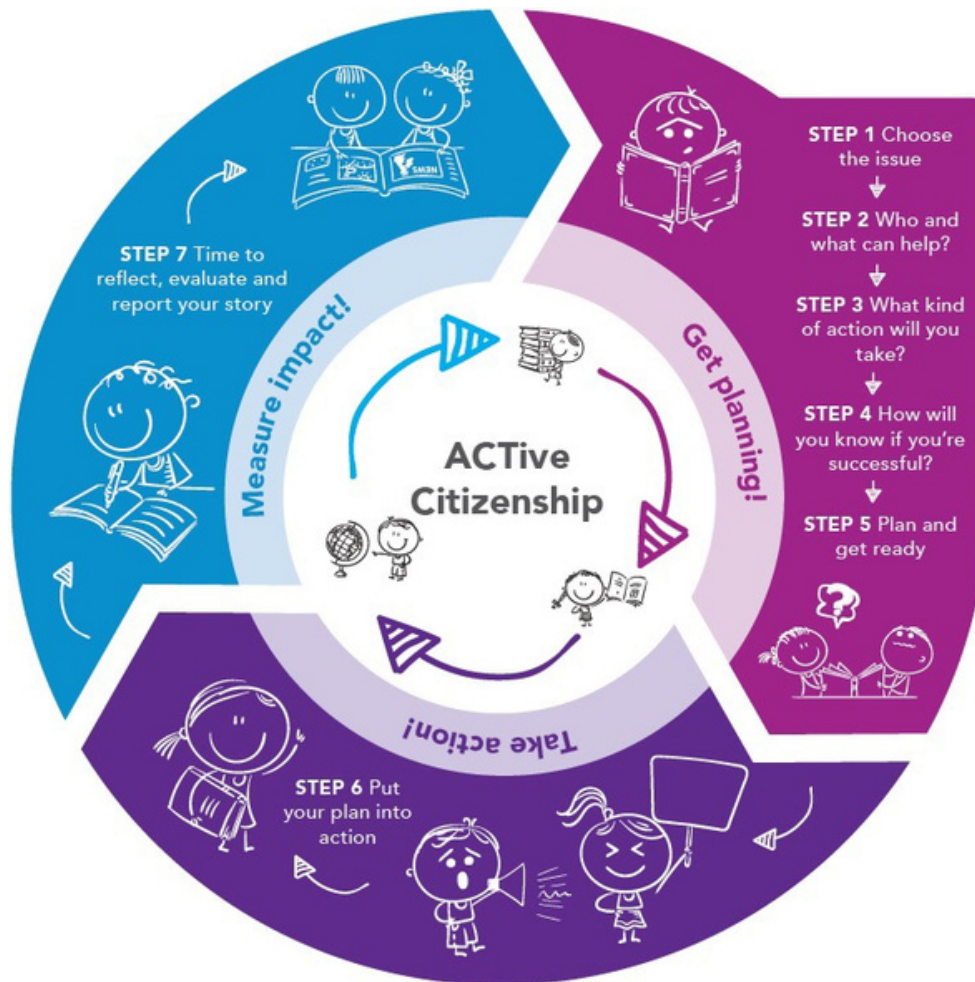 STEP 1 Choose
the issue
STEP 2 Who and
what can help?
STEP 3 What kind
of action will you
take?
STEP 4 How will
you know if you're
successful?
STEP 5 Plan and
get ready
Get planning!
STEP 6 Put
your plan into
action
Take action!
STEP 7 Time to
reflect, evaluate and
report your story
Measure impact!
NEWS
ACTive
Citizenship
?